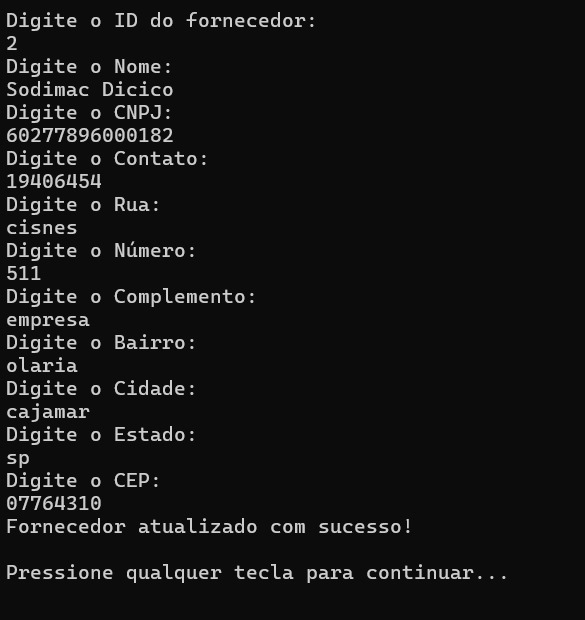 Digite o ID do fornecedor:
2
Digite o Nome:
Sodimac Dicico
Digite o CNPJ:
60277896000182
Digite o Contato:
19406454
Digite o Rua:
cisnes
Digite o Número:
511
Digite o Complemento:
empresa
Digite o Bairro:
olaria
Digite o Cidade:
cajamar
Digite o Estado:
sp
Digite o CEP:
07764310
Fornecedor atualizado com sucesso!
Pressione qualquer tecla para continuar...